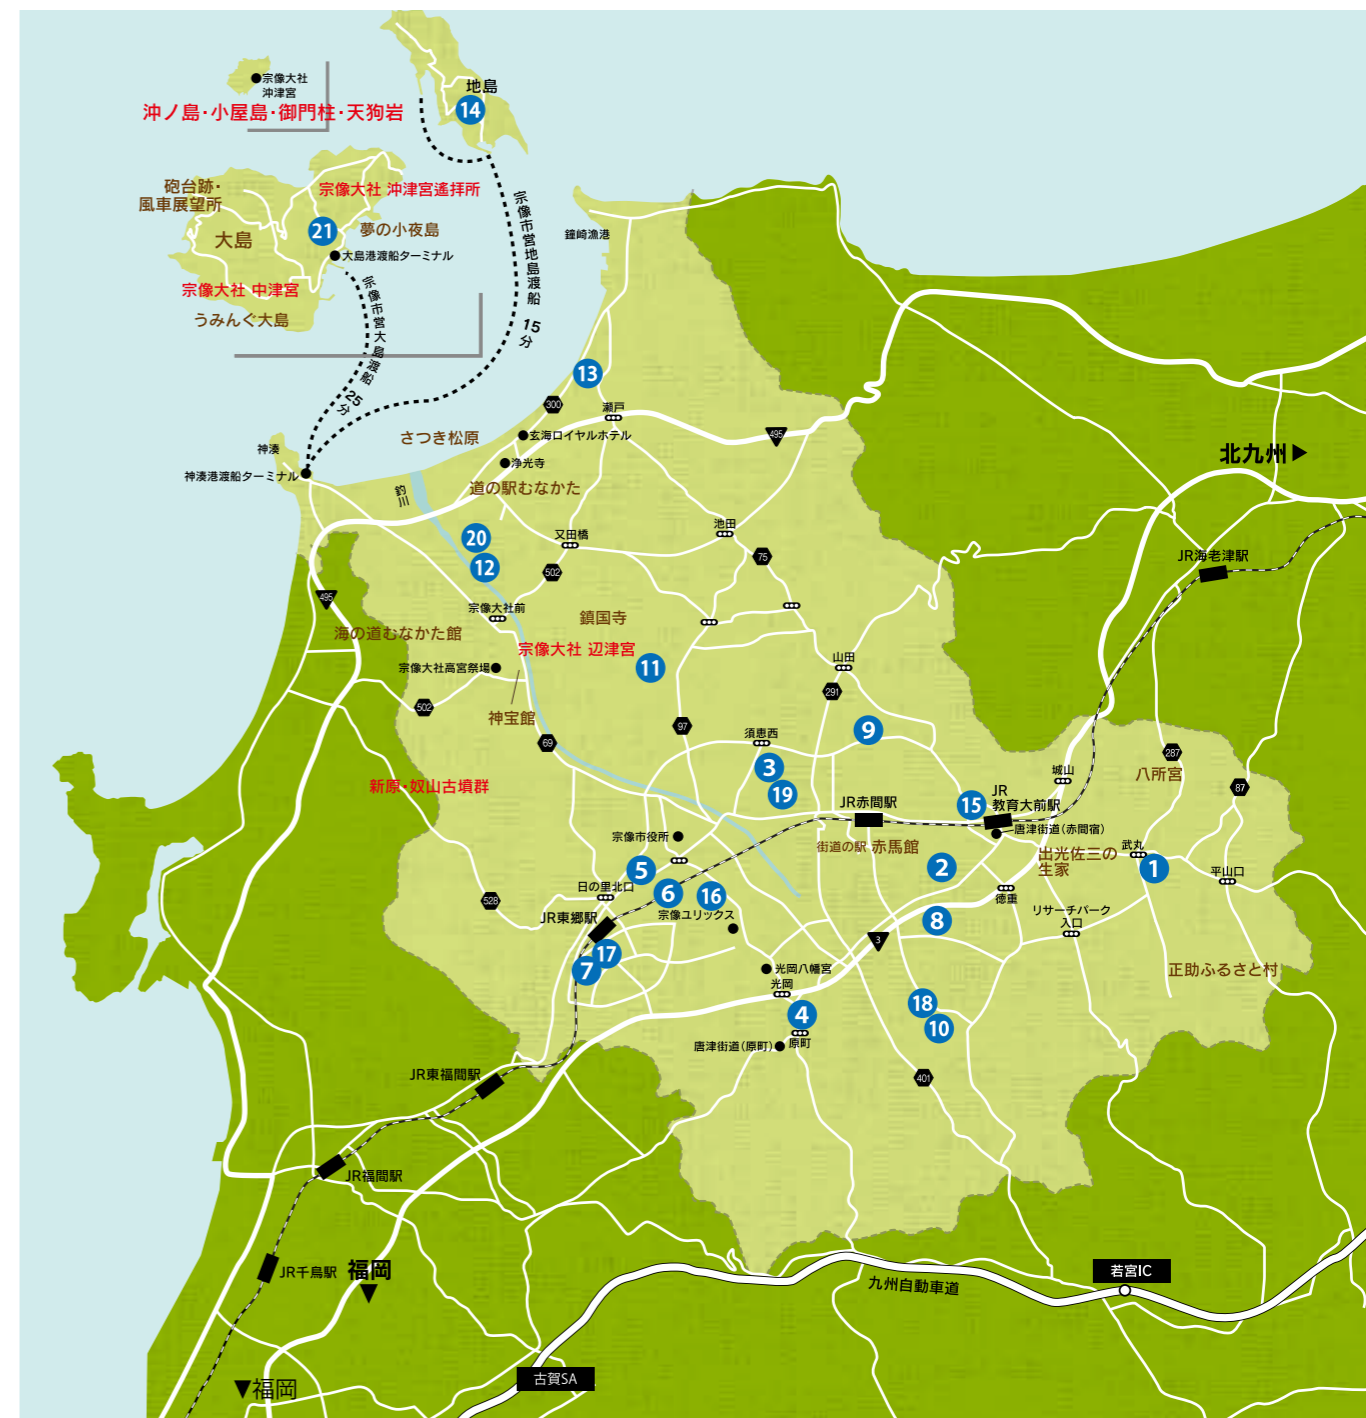 宗像大社
沖津宮
沖ノ島・小屋島・御門柱・天狗岩
地島
14
砲台跡・
風車展望所
宗像大社 沖津宮遙拝所
21
夢の小夜島
大島
大島港渡船ターミナル
宗像大社 中津宮
うみんぐ大島
宗像市営大島渡船 25分
宗像市営地島渡船 15分
鐘崎漁港
13
300
瀬戸
495
玄海ロイヤルホテル
さつき松原
浄光寺
神湊
神湊港渡船ターミナル
釣川
道の駅むなかた
北九州▶
20
又田橋
池田
12
502
75
JR海老津駅
495
宗像大社前
鎮国寺
海の道むなかた館
宗像大社 辺津宮
宗像大社高宮祭場
11
山田
502
神宝館
291
97
69
須恵西
9
287
八所宮
新原・奴山古墳群
3
19
城山
87
15
JR
教育大前駅
JR赤間駅
唐津街道(赤間宿)
宗像市役所
街道の駅 赤馬館
出光佐三の
生家
武丸
1
平山口
5
2
日の里北口
6
16
徳重
528
宗像ユリックス
JR東郷駅
8
リサーチパーク
入口
3
17
7
光岡八幡宮
光岡
正助ふるさと村
18
4
10
唐津街道(原町)
原町
JR東福間駅
401
JR福間駅
JR千鳥駅
福岡
▼
九州自動車道
若宮IC
古賀SA
▼福岡